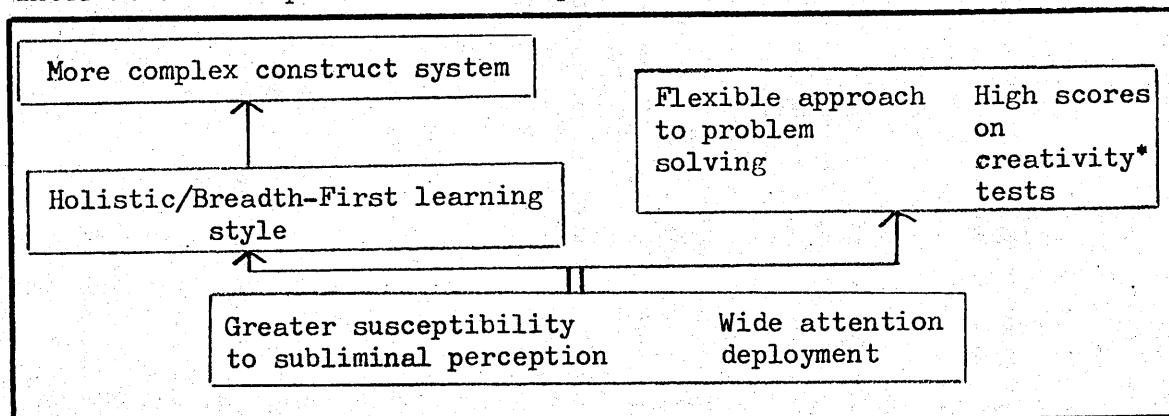 More complex construct system
Flexible approach
to problem
solving
High scores
on
creativity*
tests
Holistic/Breadth-First learning
style
Greater susceptibility
to subliminal perception
Wide attention
deployment